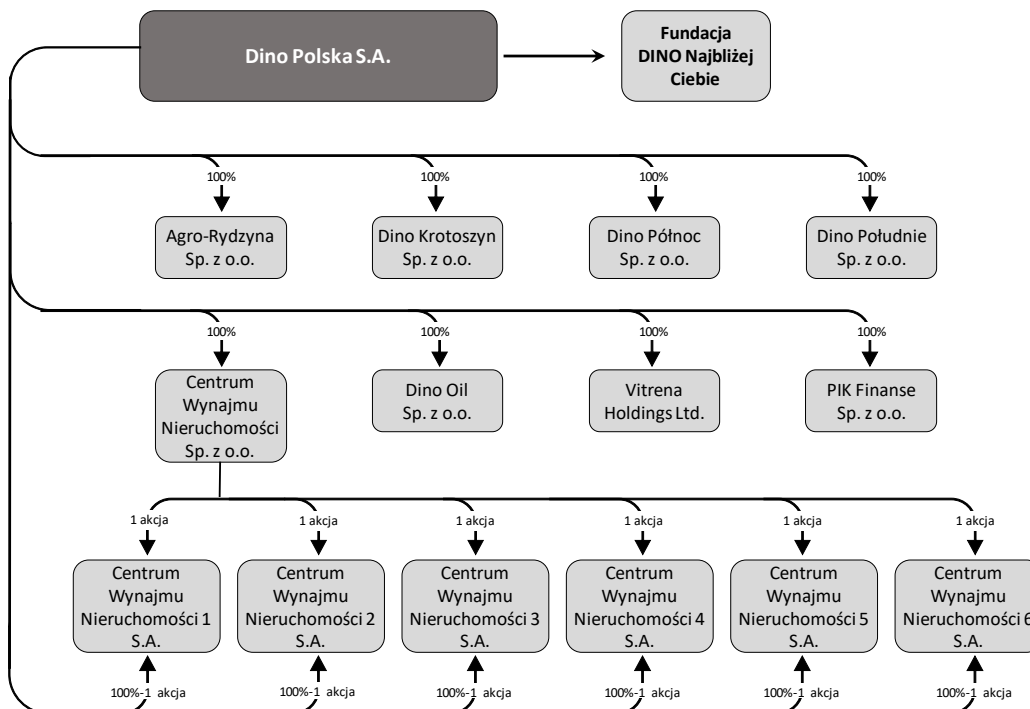 Dino Polska S.A.
Fundacja
DINO Najbliżej
Ciebie
100%
100%
100%
100%
Agro-Rydzyna
Sp. z o.o.
Dino Krotoszyn
Sp. z o.o.
Dino Północ
Sp. z o.o.
Dino Południe
Sp. z o.o.
100%
100%
100%
100%
Centrum
Wynajmu
Nieruchomości
Sp. z o.o.
Dino Oil
Sp. z o.o.
Vitrena
Holdings Ltd.
PIK Finanse
Sp. z o.o.
1 akcja
1 akcja
1 akcja
1 akcja
1 akcja
1 akcja
Centrum
Wynajmu
Nieruchomości 1
S.A.
Centrum
Wynajmu
Nieruchomości 2
S.A.
Centrum
Wynajmu
Nieruchomości 3
S.A.
Centrum
Wynajmu
Nieruchomości 4
S.A.
Centrum
Wynajmu
Nieruchomości 5
S.A.
Centrum
Wynajmu
Nieruchomości 6
S.A.
100%-1 akcja
100%-1 akcja
100%-1 akcja
100%-1 akcja
100%-1 akcja
100%-1 akcja